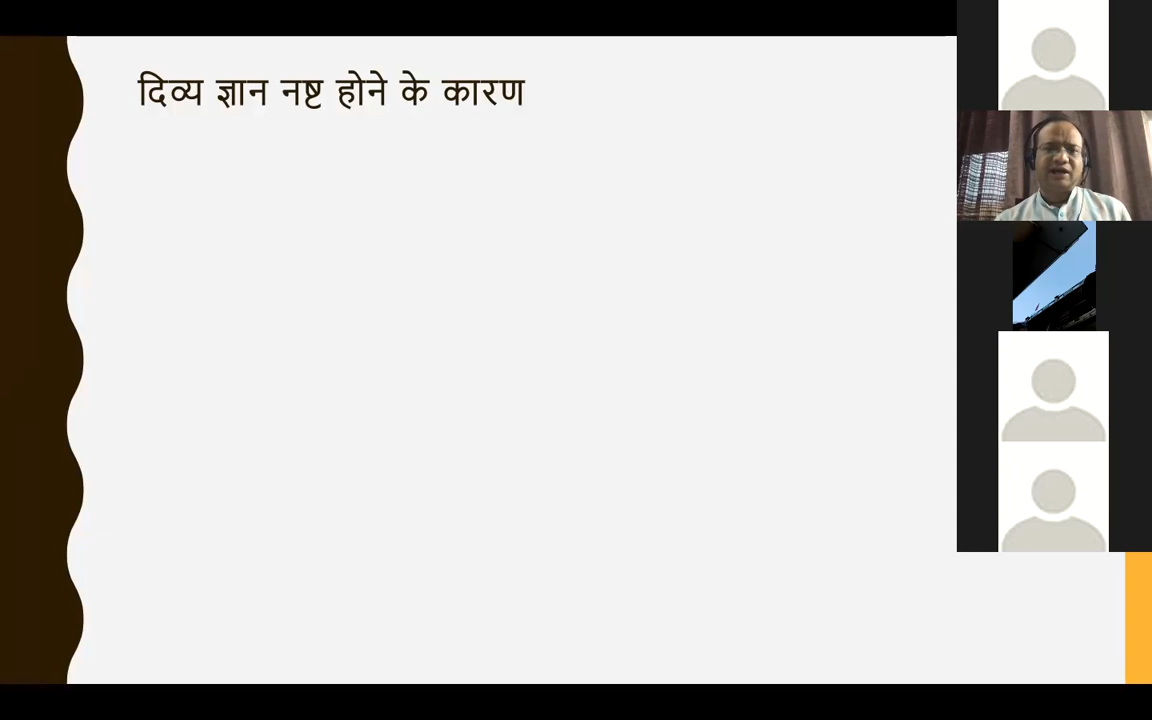 दिव्य ज्ञान नष्ट होने के कारण